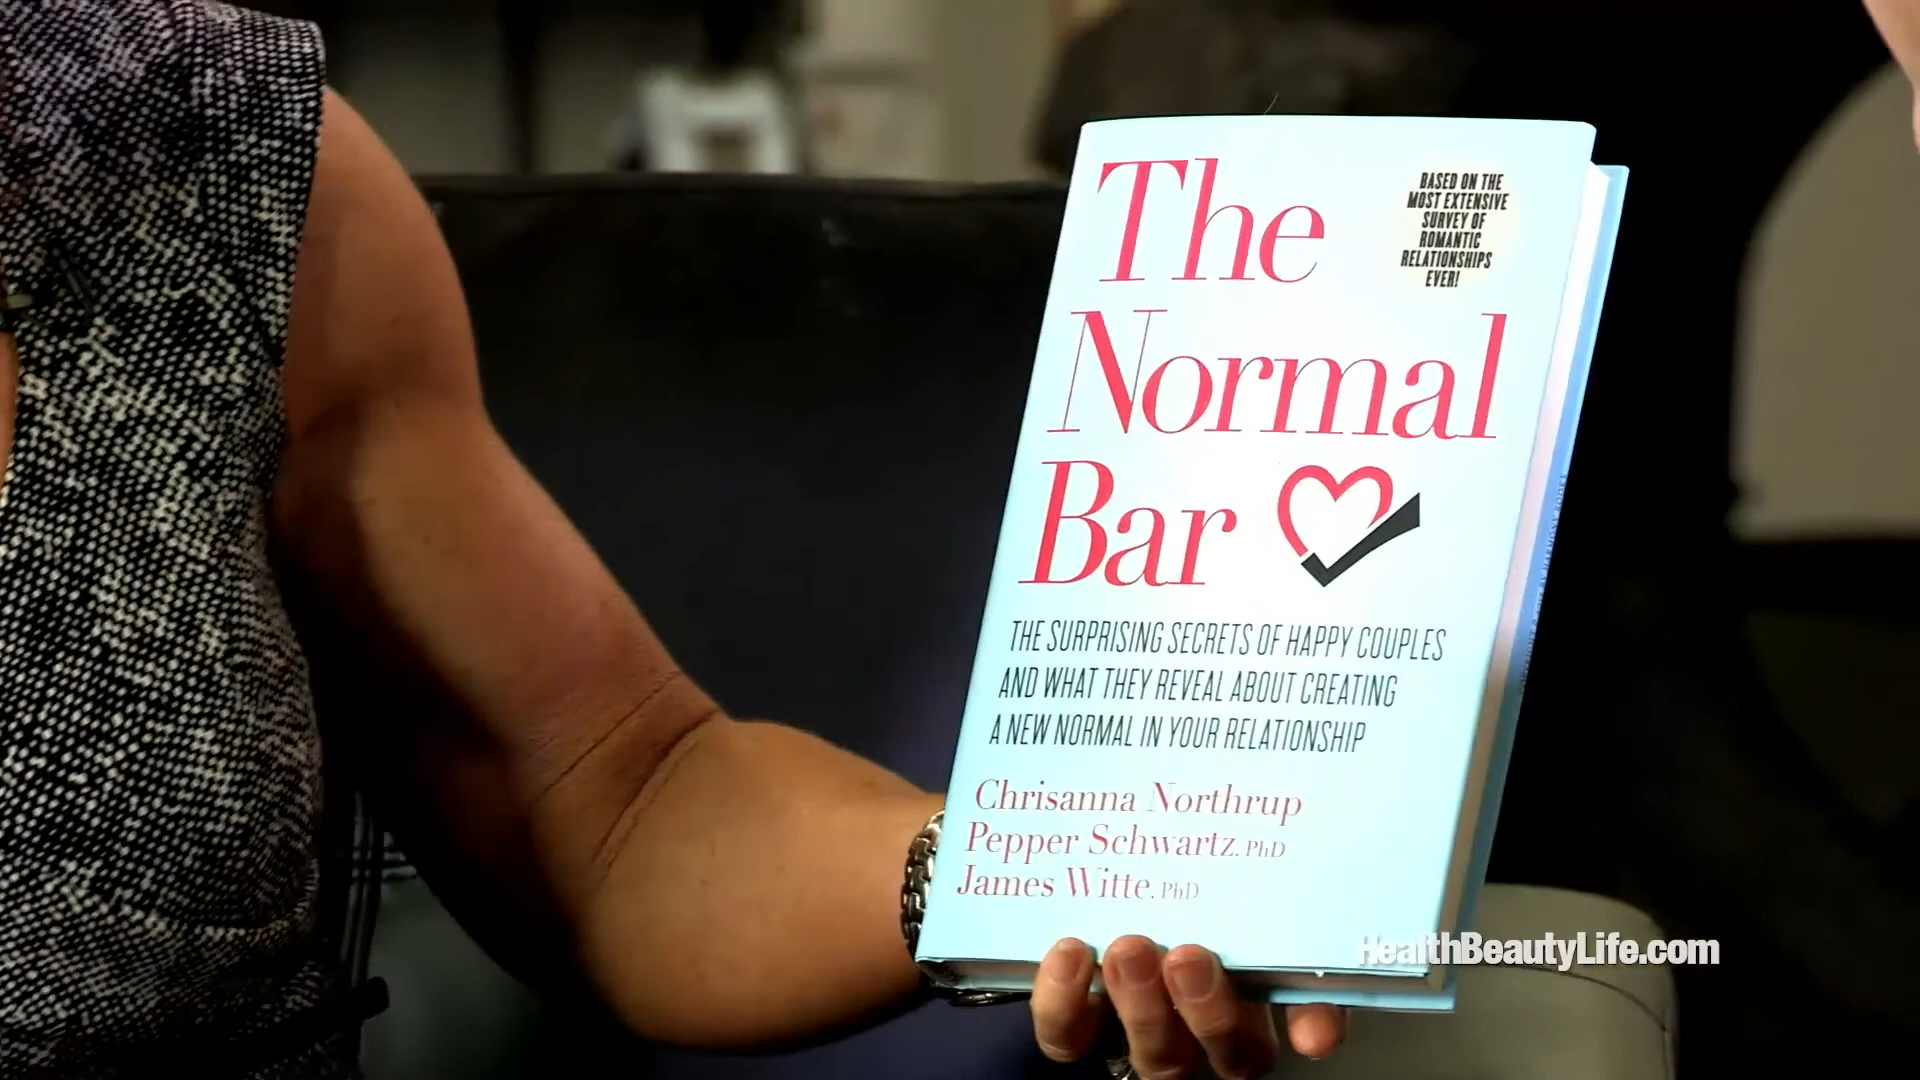 The
Normal
Bar
BASED ON THE
MOST EXTENSIVE
SURVEY OF
ROMANTIC
RELATIONSHIPS
EVER!
THE SURPRISING SECRETS OF HAPPY COUPLES
AND WHAT THEY REVEAL ABOUT CREATING
A NEW NORMAL IN YOUR RELATIONSHIP
Chrisanna Northrup
Pepper Schwartz, PhD
James Witte, PhD
HealthBeautyLife.com